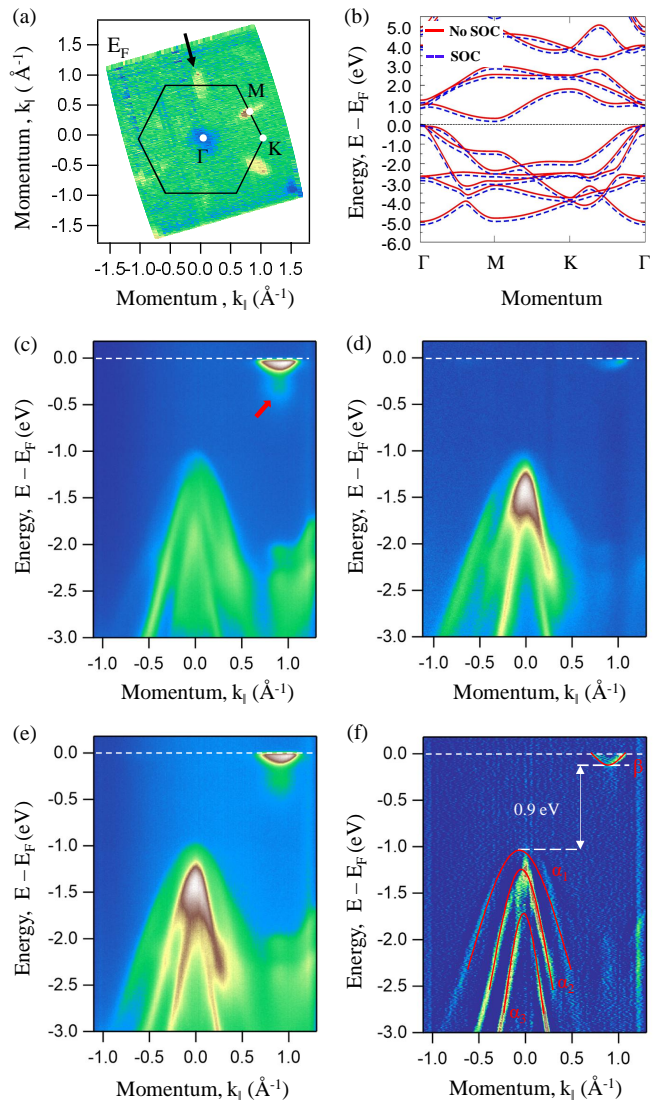 (a)
E_F
M
Γ
K
1.5
1.0
0.5
0.0
-0.5
-1.0
-1.5
Momentum , k∥ ( Å⁻¹)
-1.5 -1.0 -0.5 0.0 0.5 1.0 1.5
Momentum , k∥ (Å⁻¹)
(b)
No SOC
SOC
5.0
4.0
3.0
2.0
1.0
0.0
-1.0
-2.0
-3.0
-4.0
-5.0
-6.0
Energy, E − E_F (eV)
Γ M K Γ
Momentum
(c)
0.0
-0.5
-1.0
-1.5
-2.0
-2.5
-3.0
Energy, E − E_F (eV)
-1.0 -0.5 0.0 0.5 1.0
Momentum, k∥ (Å⁻¹)
(d)
0.0
-0.5
-1.0
-1.5
-2.0
-2.5
-3.0
Energy, E − E_F (eV)
-1.0 -0.5 0.0 0.5 1.0
Momentum, k∥ (Å⁻¹)
(e)
0.0
-0.5
-1.0
-1.5
-2.0
-2.5
-3.0
Energy, E − E_F (eV)
-1.0 -0.5 0.0 0.5 1.0
Momentum, k∥ (Å⁻¹)
(f)
β
0.9 eV
α₁
α₂
α₃
0.0
-0.5
-1.0
-1.5
-2.0
-2.5
-3.0
Energy, E − E_F (eV)
-1.0 -0.5 0.0 0.5 1.0
Momentum, k∥ (Å⁻¹)